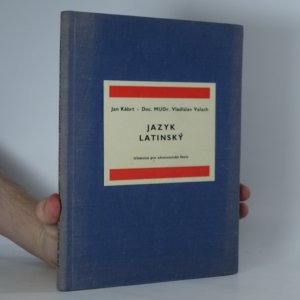 Jan Kábrt - Doc. MUDr. Vladislav Valach
JAZYK
LATINSKÝ
Učebnice pro zdravotnické školy